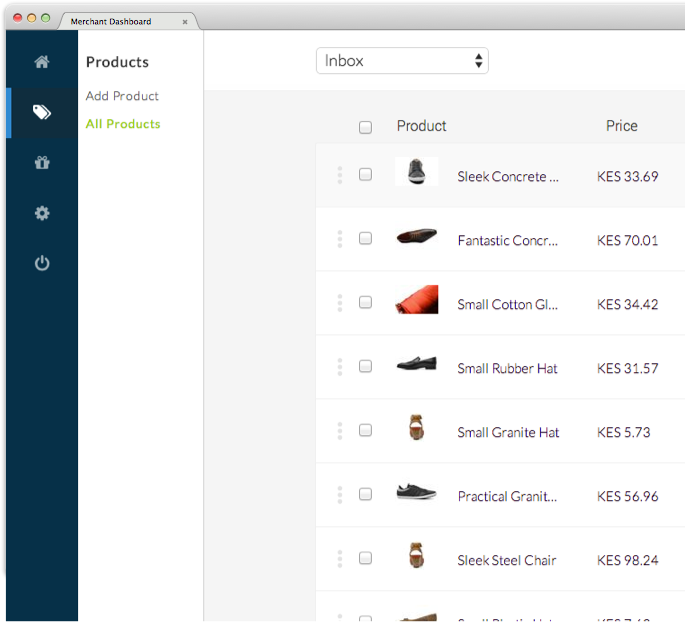 Merchant Dashboard
Products
Add Product
All Products
Inbox
Product Price
Sleek Concrete ... KES 33.69
Fantastic Concr... KES 70.01
Small Cotton Gl... KES 34.42
Small Rubber Hat KES 31.57
Small Granite Hat KES 5.73
Practical Granit... KES 56.96
Sleek Steel Chair KES 98.24